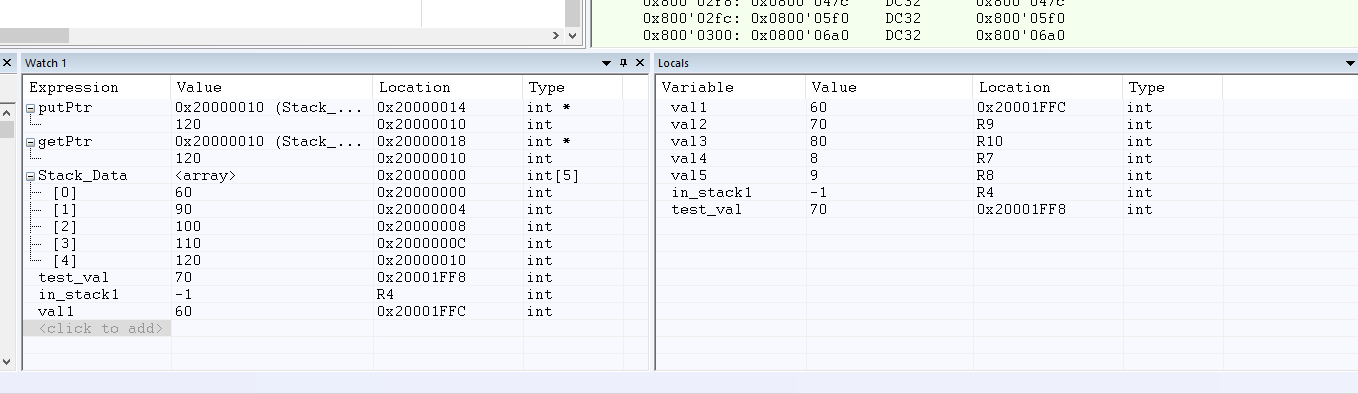 0x800'02f8: 0x0800'047c DC32 0x800'047c
0x800'02fc: 0x0800'05f0 DC32 0x800'05f0
0x800'0300: 0x0800'06a0 DC32 0x800'06a0
Watch 1
Expression Value Location Type
putPtr 0x20000010 (Stack_... 0x20000014 int *
120 0x20000010 int
getPtr 0x20000010 (Stack_... 0x20000018 int *
120 0x20000010 int
Stack_Data <array> 0x20000000 int[5]
[0] 60 0x20000000 int
[1] 90 0x20000004 int
[2] 100 0x20000008 int
[3] 110 0x2000000C int
[4] 120 0x20000010 int
test_val 70 0x20001FF8 int
in_stack1 -1 R4 int
val1 60 0x20001FFC int
<click to add>
Locals
Variable Value Location Type
val1 60 0x20001FFC int
val2 70 R9 int
val3 80 R10 int
val4 8 R7 int
val5 9 R8 int
in_stack1 -1 R4 int
test_val 70 0x20001FF8 int